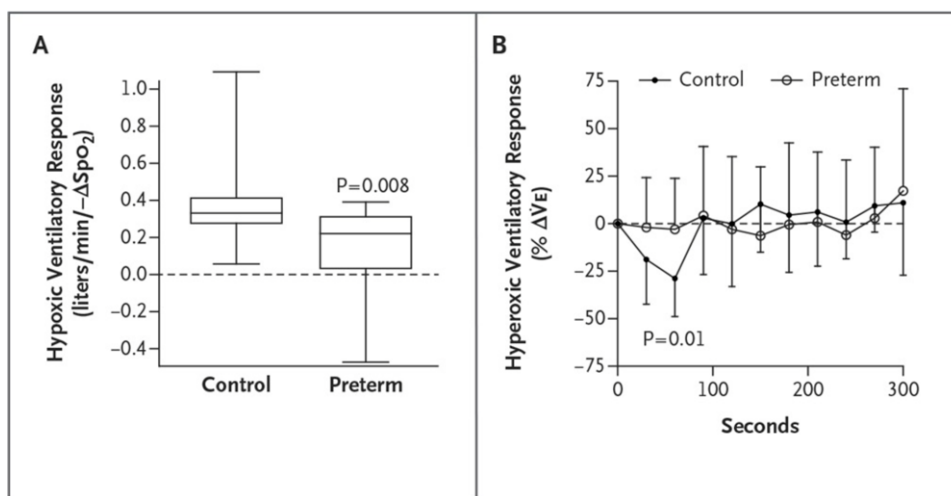 A
Hypoxic Ventilatory Response
(liters/min/−ΔSpO₂)
1.0
0.8
0.6
0.4
0.2
0.0
−0.2
−0.4
P=0.008
Control
Preterm
B
Hyperoxic Ventilatory Response
(% ΔV̇E)
Control
Preterm
75
50
25
0
−25
−50
−75
P=0.01
0
100
200
300
Seconds